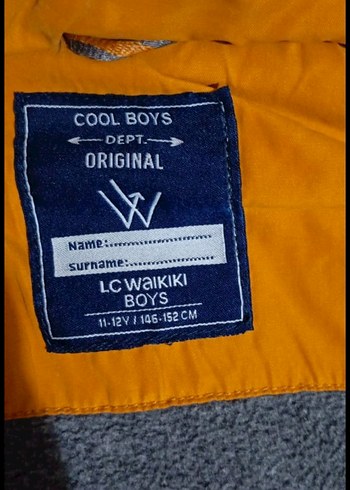 COOL BOYS
DEPT.
ORIGINAL
Name:....................
Surname:....................
LC WAIKIKI
BOYS
11-12Y / 146-152 CM